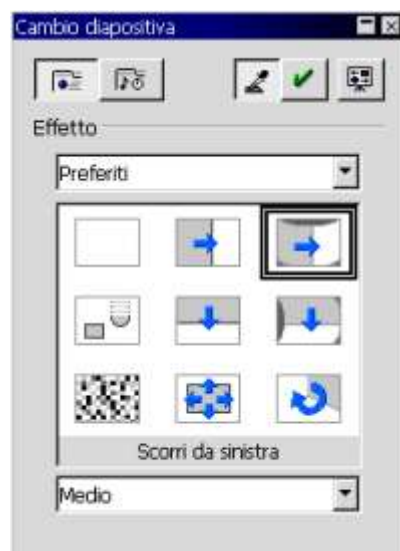 Cambio diapositiva
Effetto
Preferiti
Scorri da sinistra
Medio